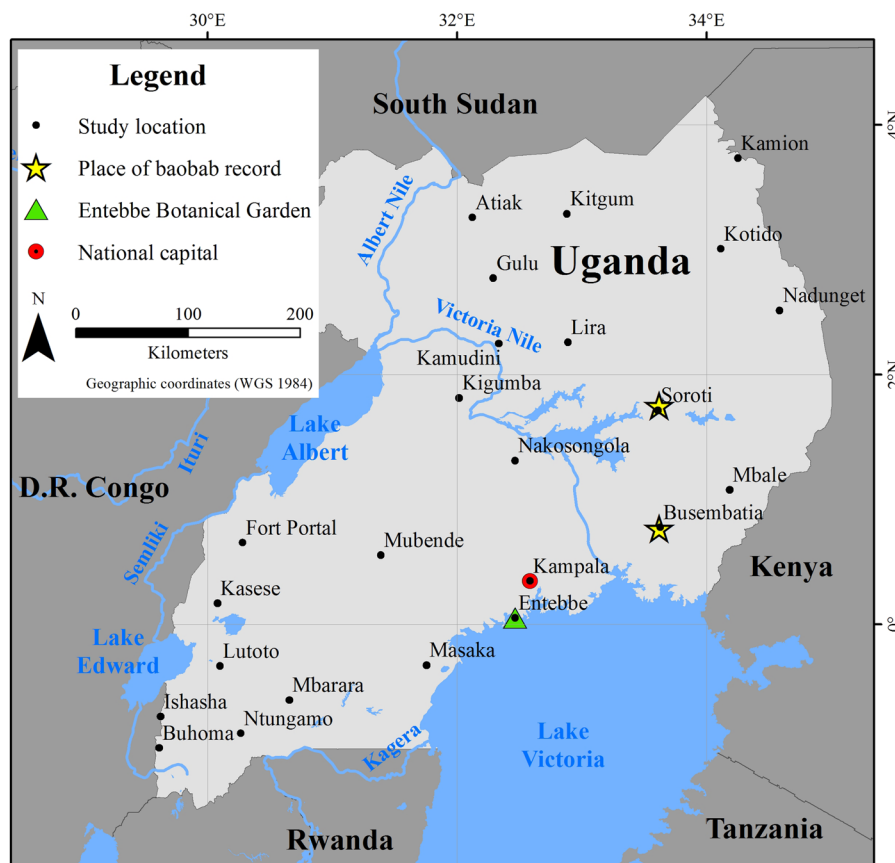 30°E
32°E
34°E
Legend
Study location
Place of baobab record
Entebbe Botanical Garden
National capital
N
0
100
200
Kilometers
Geographic coordinates (WGS 1984)
South Sudan
4°N
Kamion
Albert Nile
Atiak
Kitgum
Kotido
Uganda
Gulu
Nadunget
Victoria Nile
Lira
Kamudini
2°N
Kigumba
Soroti
Lake
Albert
Ituri
Nakosongola
D.R. Congo
Mbale
Busembatia
Semliki
Fort Portal
Mubende
Kampala
Kenya
Kasese
Entebbe
0°
Lake
Edward
Lutoto
Masaka
Mbarara
Ishasha
Ntungamo
Buhoma
Kagera
Lake
Victoria
Rwanda
Tanzania